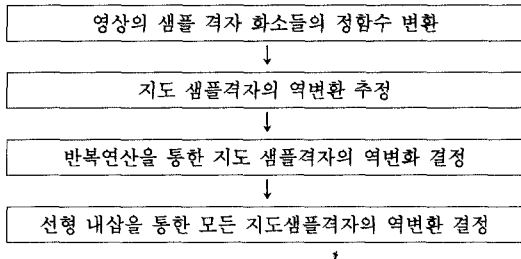 영상의 샘플 격자 화소들의 정함수 변환
지도 샘플격자의 역변환 추정
반복연산을 통한 지도 샘플격자의 역변화 결정
선형 내삽을 통한 모든 지도샘플격자의 역변환 결정